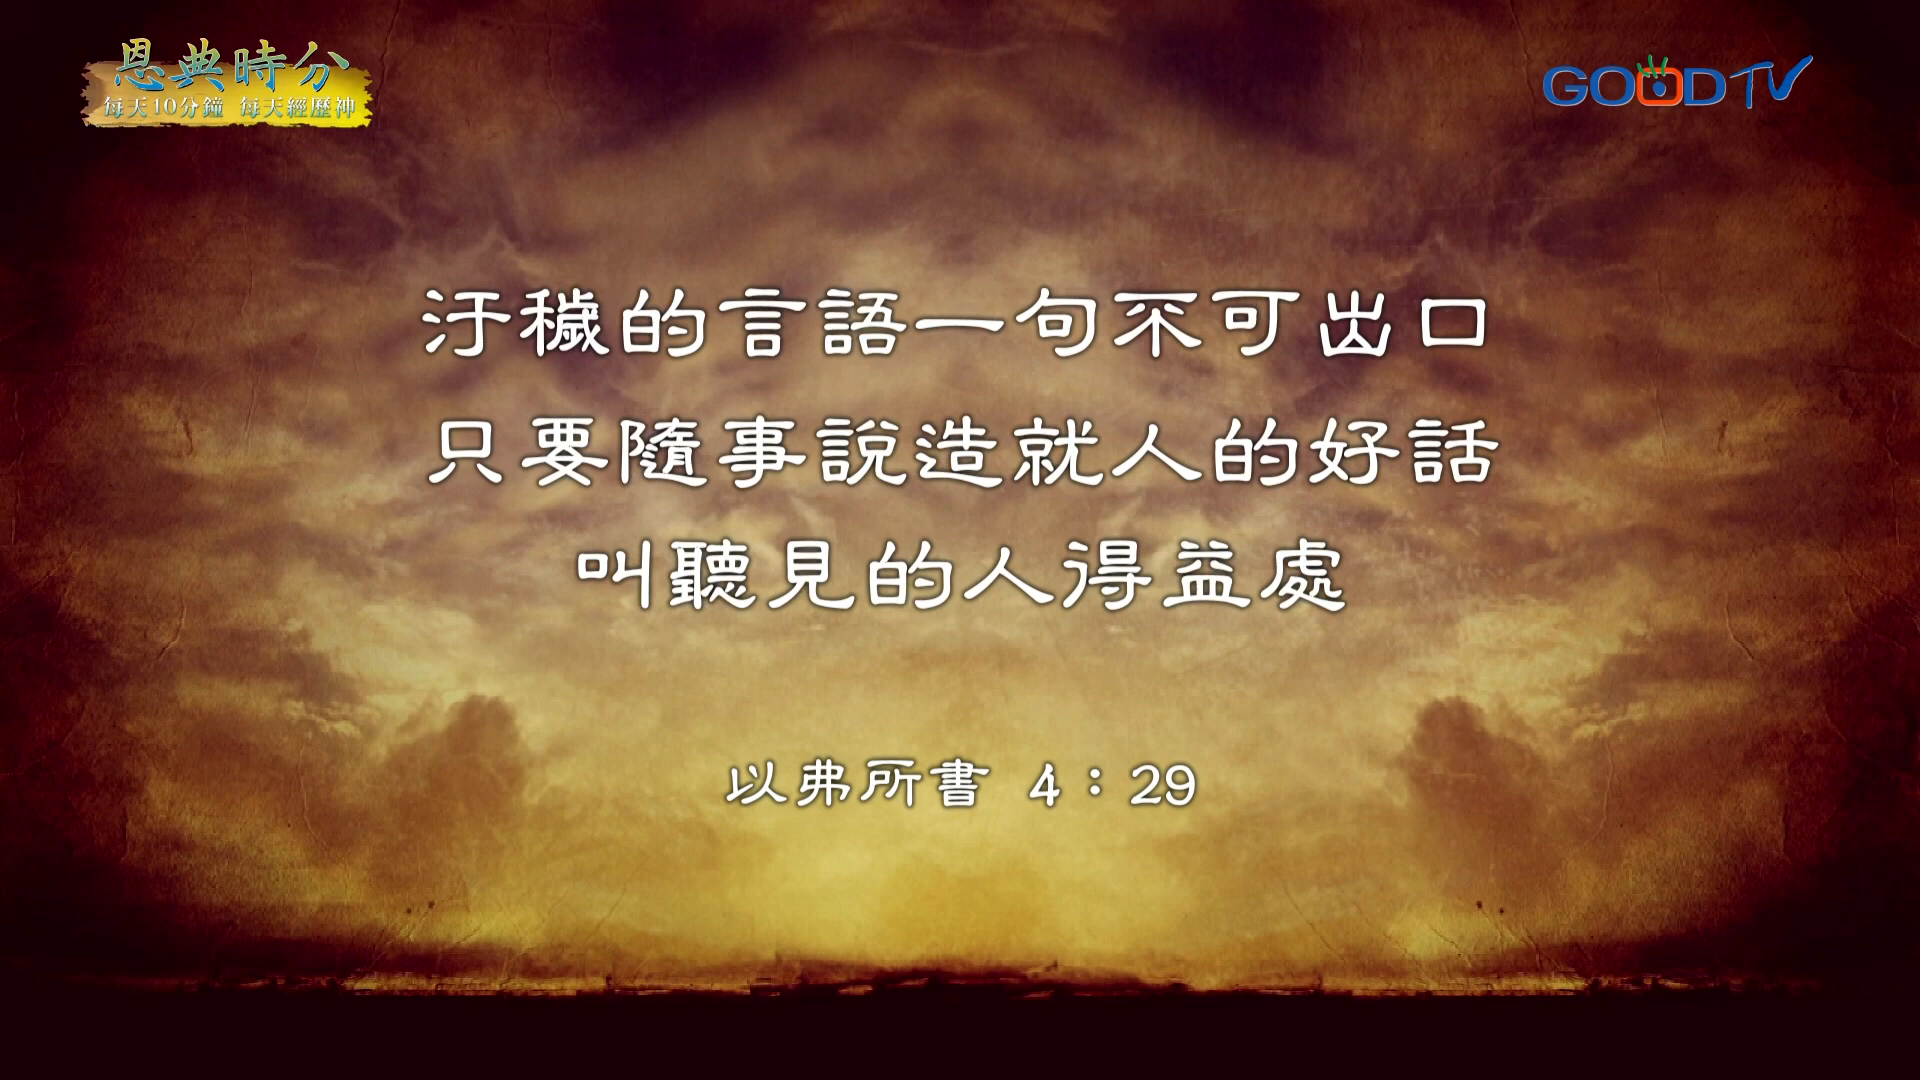 恩典時分
每天10分鐘 每天經歷神
GOOD TV
汙穢的言語一句不可出口
只要隨事說造就人的好話
叫聽見的人得益處
以弗所書 4：29